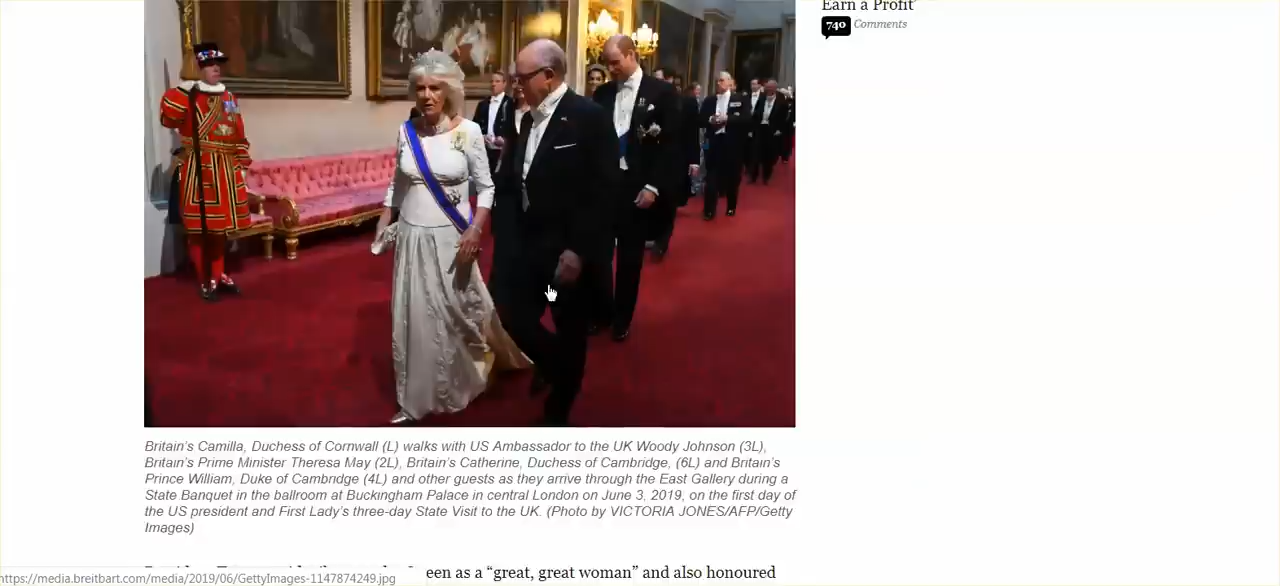 Earn a Profit'
740 Comments
Britain's Camilla, Duchess of Cornwall (L) walks with US Ambassador to the UK Woody Johnson (3L),
Britain's Prime Minister Theresa May (2L), Britain's Catherine, Duchess of Cambridge, (6L) and Britain's
Prince William, Duke of Cambridge (4L) and other guests as they arrive through the East Gallery during a
State Banquet in the ballroom at Buckingham Palace in central London on June 3, 2019, on the first day of
the US president and First Lady's three-day State Visit to the UK. (Photo by VICTORIA JONES/AFP/Getty
Images)
een as a “great, great woman” and also honoured
https://media.breitbart.com/media/2019/06/GettyImages-1147874249.jpg